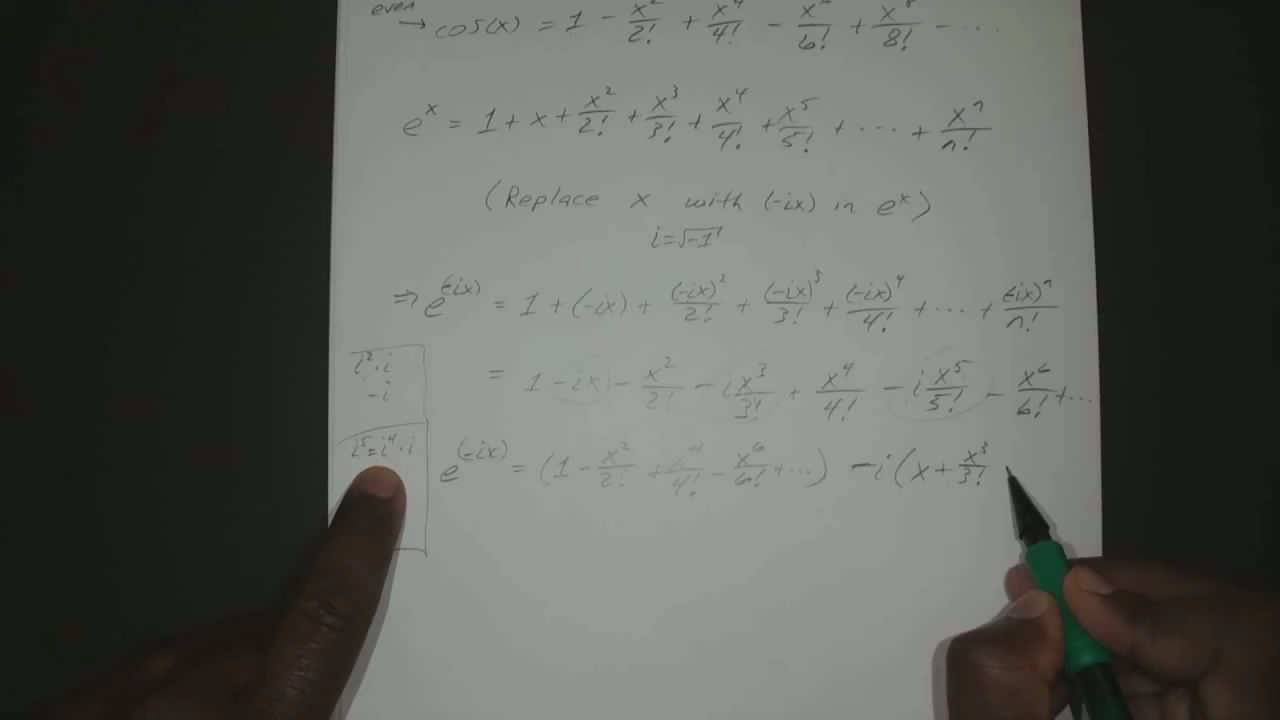 even
→ cos(x) = 1 - x²/2! + x⁴/4! - x⁶/6! + x⁸/8! - ...
eˣ = 1 + x + x²/2! + x³/3! + x⁴/4! + x⁵/5! + ... + xⁿ/n!
(Replace x with (-ix) in eˣ)
i = √-1
⇒ e^(-ix) = 1 + (-ix) + (-ix)²/2! + (-ix)³/3! + (-ix)⁴/4! + ... + (-ix)ⁿ/n!
= 1 - ix - x²/2! - i x³/3! + x⁴/4! - i x⁵/5! - x⁶/6! + ...
i²·i
-i
i⁵ = i⁴·i
e^(-ix) = (1 - x²/2! + x⁴/4! - x⁶/6! + ...) - i(x + x³/3!